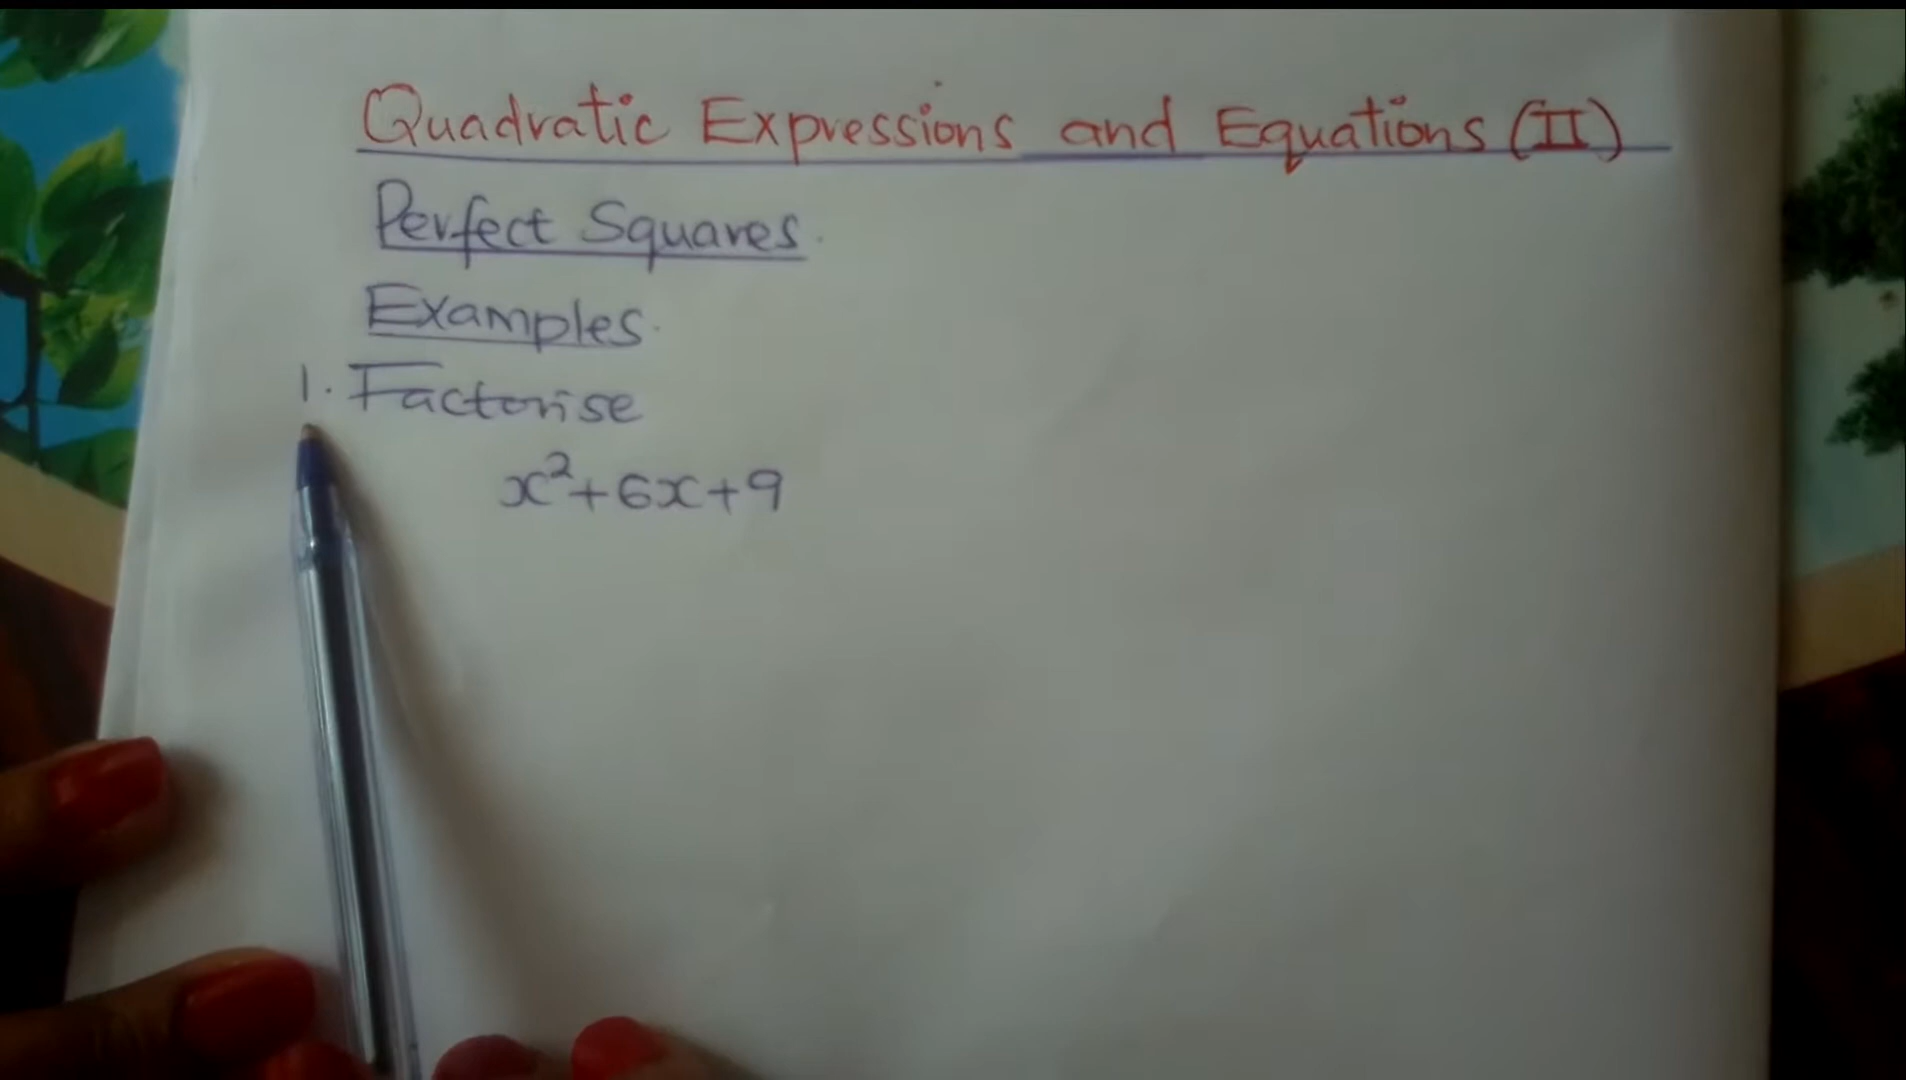 Quadratic Expressions and Equations (II)
Perfect Squares.
Examples.
1. Factorise
x²+6x+9